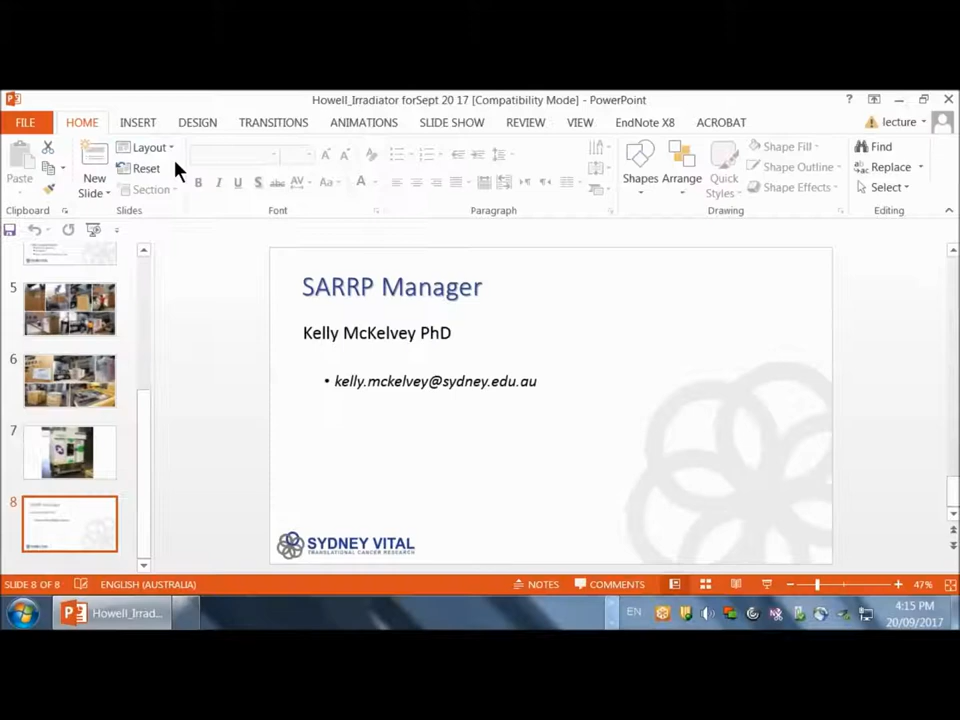 Howell_Irradiator forSept 20 17 [Compatibility Mode] - PowerPoint
?
FILE
HOME
INSERT
DESIGN
TRANSITIONS
ANIMATIONS
SLIDE SHOW
REVIEW
VIEW
EndNote X8
ACROBAT
lecture
Paste
New
Slide
Layout
Reset
Section
B I U S abc AV Aa A
Shapes
Arrange
Quick
Styles
Shape Fill
Shape Outline
Shape Effects
Find
Replace
Select
Clipboard
Slides
Font
Paragraph
Drawing
Editing
5
6
7
8
SARRP Manager
Kelly McKelvey PhD
• kelly.mckelvey@sydney.edu.au
SYDNEY VITAL
TRANSLATIONAL CANCER RESEARCH
SLIDE 8 OF 8
ENGLISH (AUSTRALIA)
NOTES
COMMENTS
47%
Howell_Irrad...
EN
4:15 PM
20/09/2017